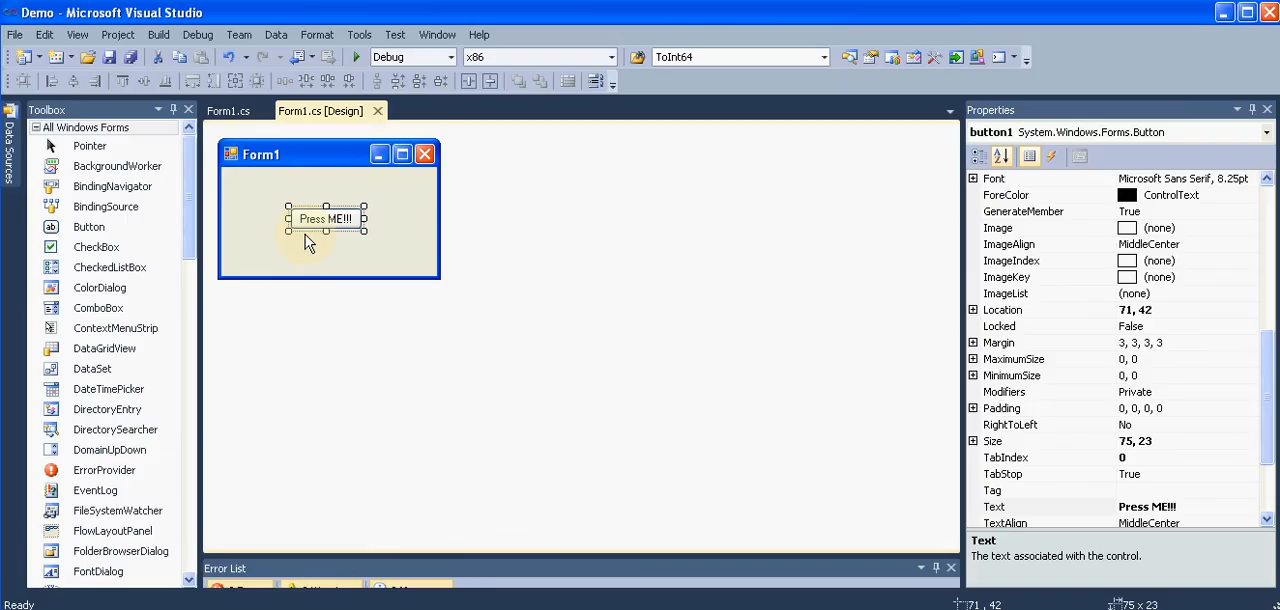 Demo - Microsoft Visual Studio
File Edit View Project Build Debug Team Data Format Tools Test Window Help
Debug x86 ToInt64
Data Sources
Toolbox
All Windows Forms
Pointer
BackgroundWorker
BindingNavigator
BindingSource
Button
CheckBox
CheckedListBox
ColorDialog
ComboBox
ContextMenuStrip
DataGridView
DataSet
DateTimePicker
DirectoryEntry
DirectorySearcher
DomainUpDown
ErrorProvider
EventLog
FileSystemWatcher
FlowLayoutPanel
FolderBrowserDialog
FontDialog
Form1.cs Form1.cs [Design]
Form1
Press ME!!!
Error List
Properties
button1 System.Windows.Forms.Button
Font Microsoft Sans Serif, 8.25pt
ForeColor ControlText
GenerateMember True
Image (none)
ImageAlign MiddleCenter
ImageIndex (none)
ImageKey (none)
ImageList (none)
Location 71, 42
Locked False
Margin 3, 3, 3, 3
MaximumSize 0, 0
MinimumSize 0, 0
Modifiers Private
Padding 0, 0, 0, 0
RightToLeft No
Size 75, 23
TabIndex 0
TabStop True
Tag
Text Press ME!!!
TextAlign MiddleCenter
Text
The text associated with the control.
Ready 71 , 42 75 x 23